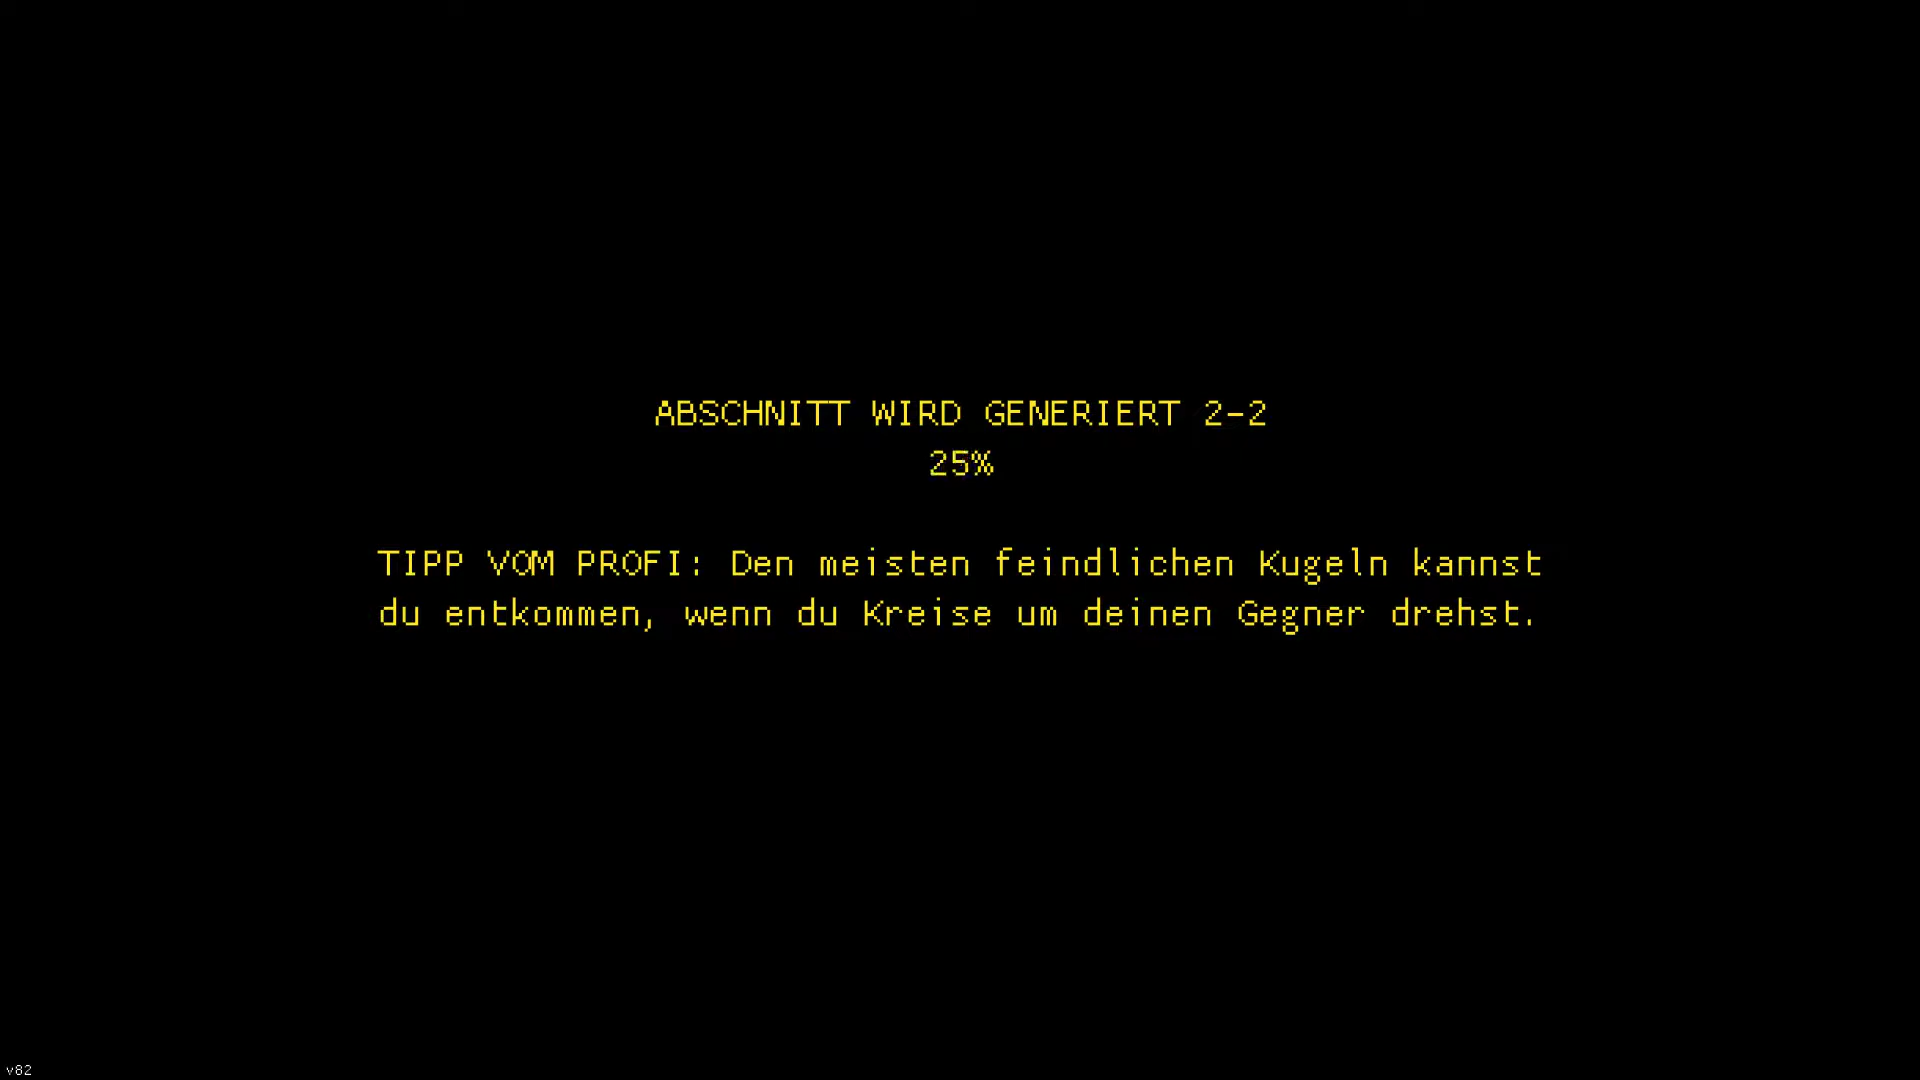 ABSCHNITT WIRD GENERIERT 2-2
25%
TIPP VOM PROFI: Den meisten feindlichen Kugeln kannst
du entkommen, wenn du Kreise um deinen Gegner drehst.
v82